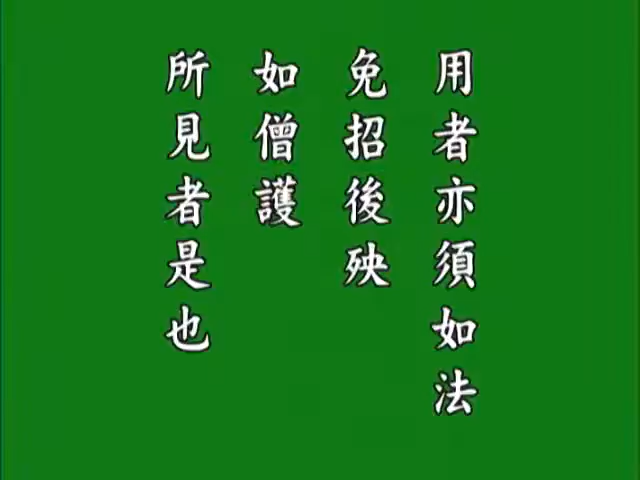 用者亦須如法
免招後殃
如僧護
所見者是也